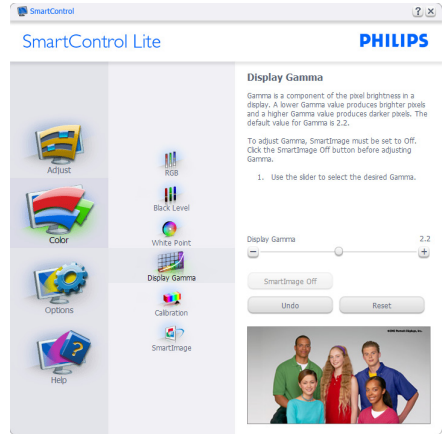 SmartControl
SmartControl Lite
PHILIPS
Adjust
Color
Options
Help
RGB
Black Level
White Point
Display Gamma
Calibration
SmartImage
Display Gamma
Gamma is a component of the pixel brightness in a
display. A lower Gamma value produces brighter pixels
and a higher Gamma value produces darker pixels. The
default value for Gamma is 2.2.
To adjust Gamma, SmartImage must be set to Off.
Click the SmartImage Off button before adjusting
Gamma.
1. Use the slider to select the desired Gamma.
Display Gamma 2.2
SmartImage Off
Undo Reset